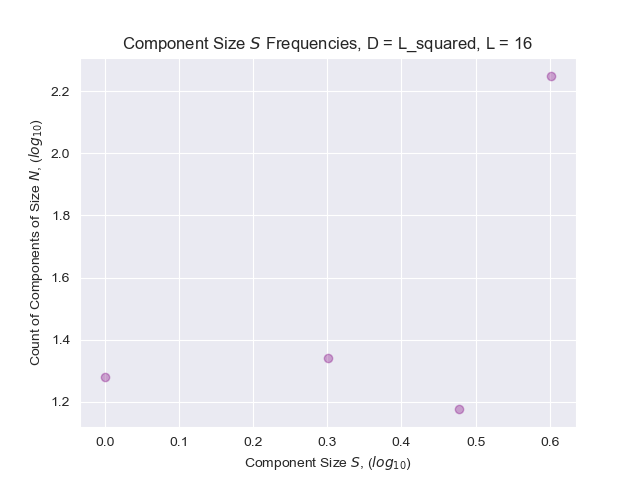 Component Size S Frequencies, D = L_squared, L = 16
Count of Components of Size N, (log10)
2.2
2.0
1.8
1.6
1.4
1.2
0.0 0.1 0.2 0.3 0.4 0.5 0.6
Component Size S, (log10)